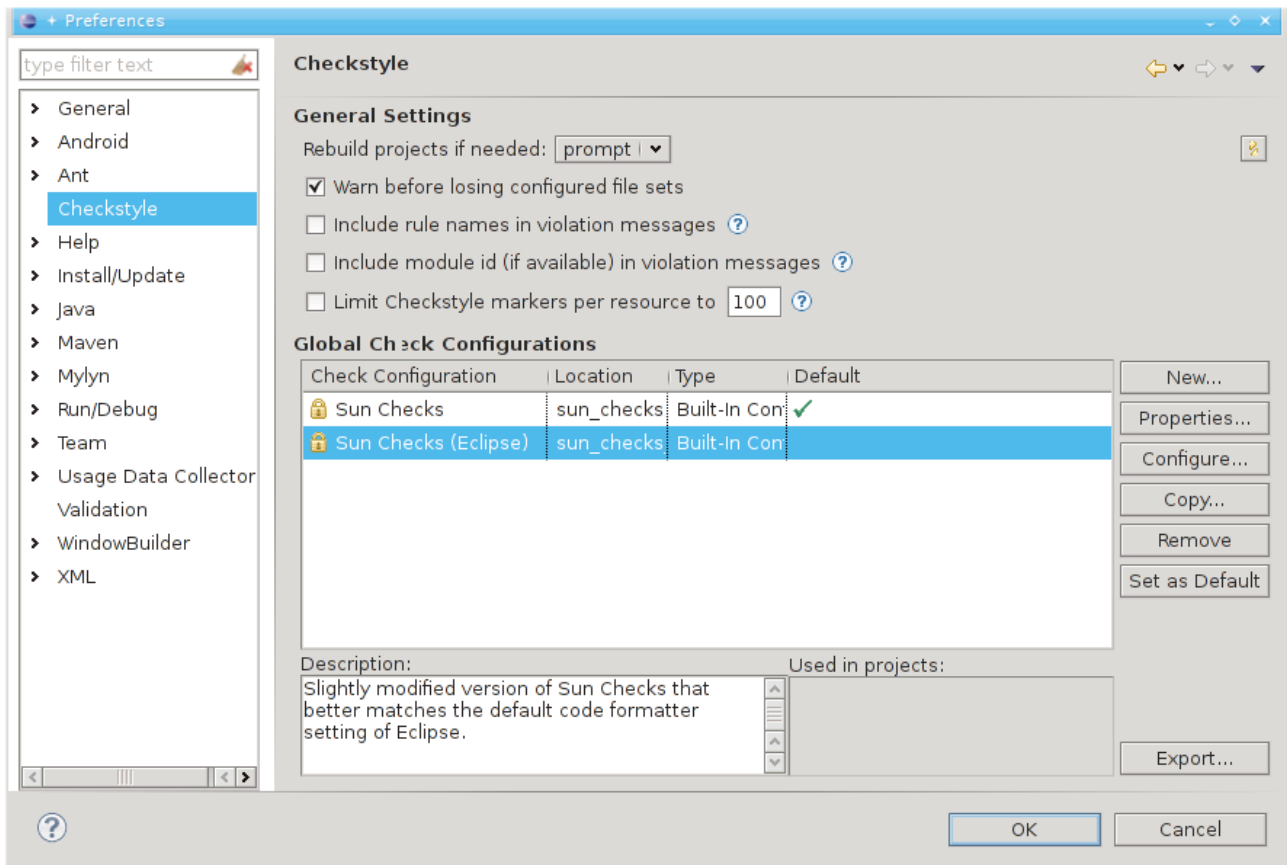 + Preferences
type filter text
Checkstyle
General
Android
Ant
Checkstyle
Help
Install/Update
Java
Maven
Mylyn
Run/Debug
Team
Usage Data Collector
Validation
WindowBuilder
XML
General Settings
Rebuild projects if needed: prompt
Warn before losing configured file sets
Include rule names in violation messages
Include module id (if available) in violation messages
Limit Checkstyle markers per resource to 100
Global Check Configurations
Check Configuration Location Type Default
Sun Checks sun_checks Built-In Con
Sun Checks (Eclipse) sun_checks Built-In Con
New...
Properties...
Configure...
Copy...
Remove
Set as Default
Description:
Slightly modified version of Sun Checks that
better matches the default code formatter
setting of Eclipse.
Used in projects:
Export...
OK Cancel